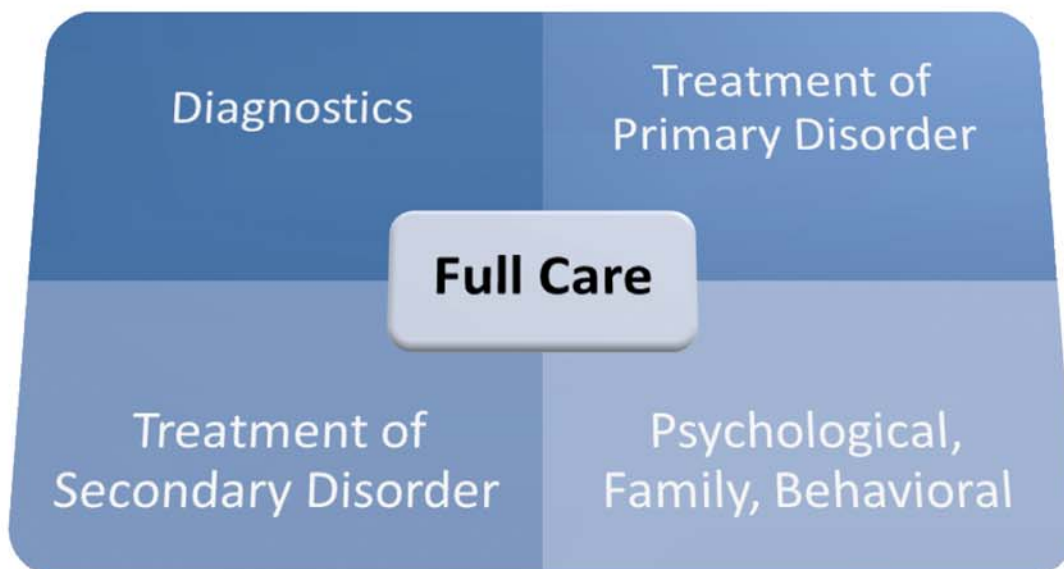 Diagnostics
Treatment of
Primary Disorder
Full Care
Treatment of
Secondary Disorder
Psychological,
Family, Behavioral